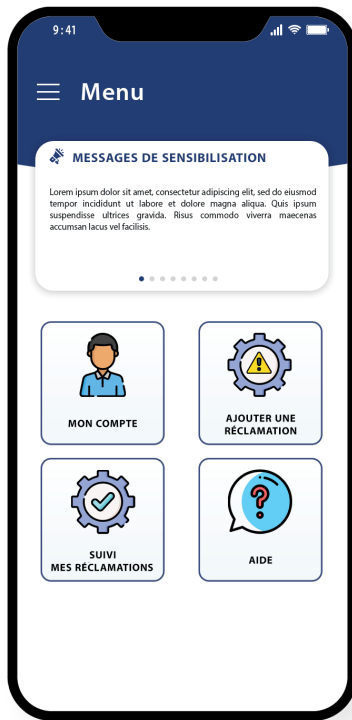 9:41
Menu
MESSAGES DE SENSIBILISATION
Lorem ipsum dolor sit amet, consectetur adipiscing elit, sed do eiusmod
tempor incididunt ut labore et dolore magna aliqua. Quis ipsum
suspendisse ultrices gravida. Risus commodo viverra maecenas
accumsan lacus vel facilisis.
MON COMPTE
AJOUTER UNE
RÉCLAMATION
SUIVI
MES RÉCLAMATIONS
AIDE